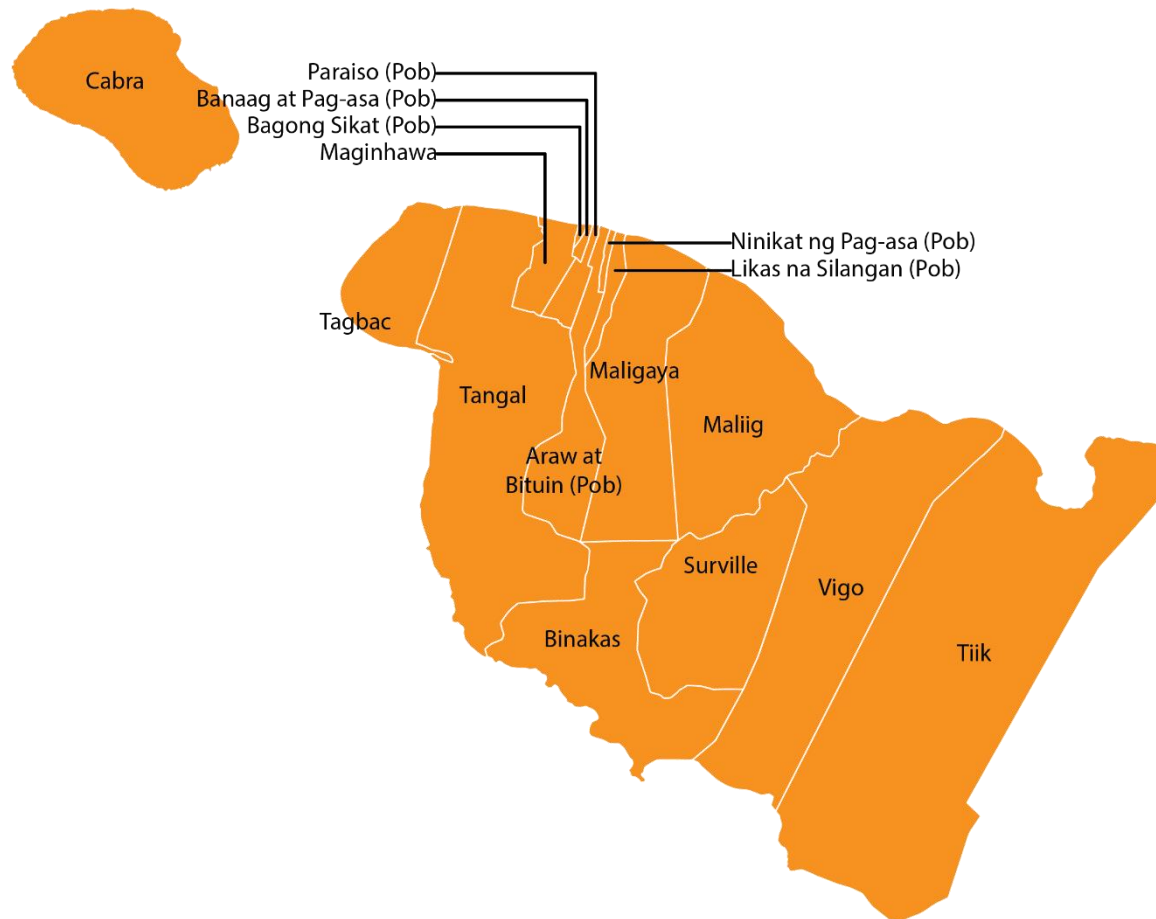 Cabra
Paraiso (Pob)
Banaag at Pag-asa (Pob)
Bagong Sikat (Pob)
Maginhawa
Ninikat ng Pag-asa (Pob)
Likas na Silangan (Pob)
Tagbac
Tangal
Maligaya
Maliig
Araw at
Bituin (Pob)
Surville
Vigo
Binakas
Tiik